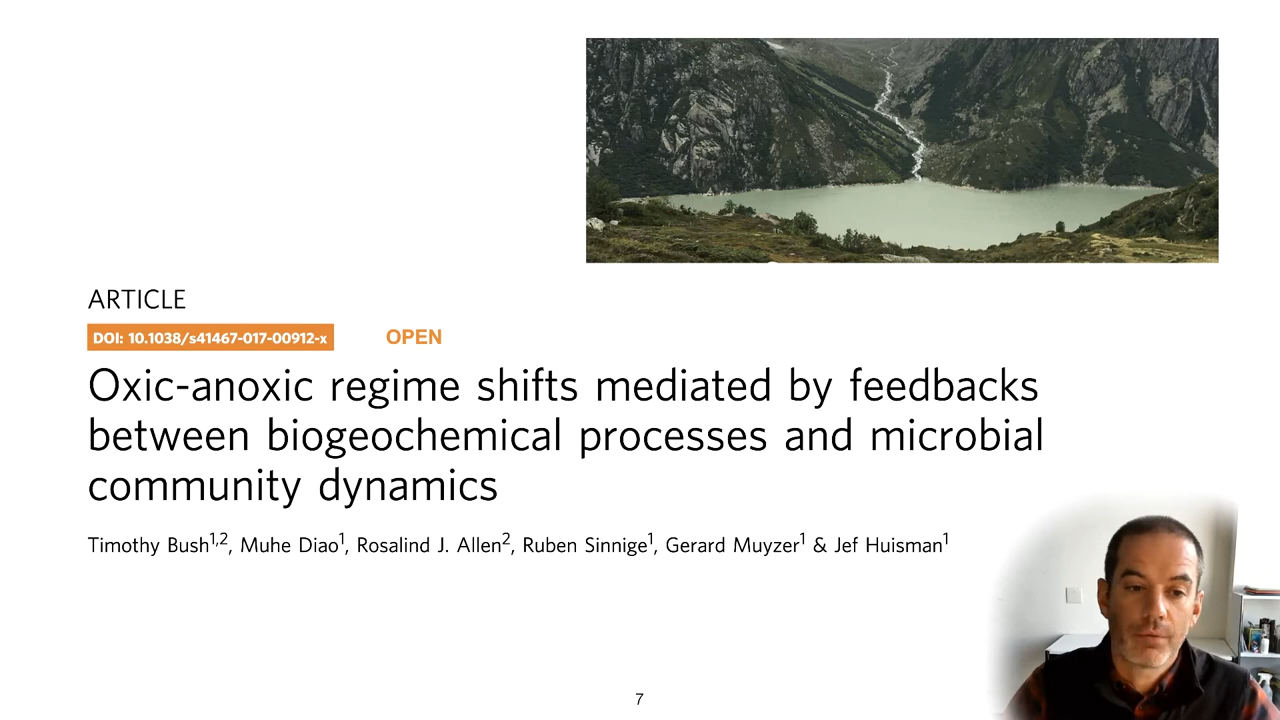 ARTICLE
DOI: 10.1038/s41467-017-00912-x OPEN
Oxic-anoxic regime shifts mediated by feedbacks
between biogeochemical processes and microbial
community dynamics
Timothy Bush1,2, Muhe Diao1, Rosalind J. Allen2, Ruben Sinnige1, Gerard Muyzer1 & Jef Huisman1
7